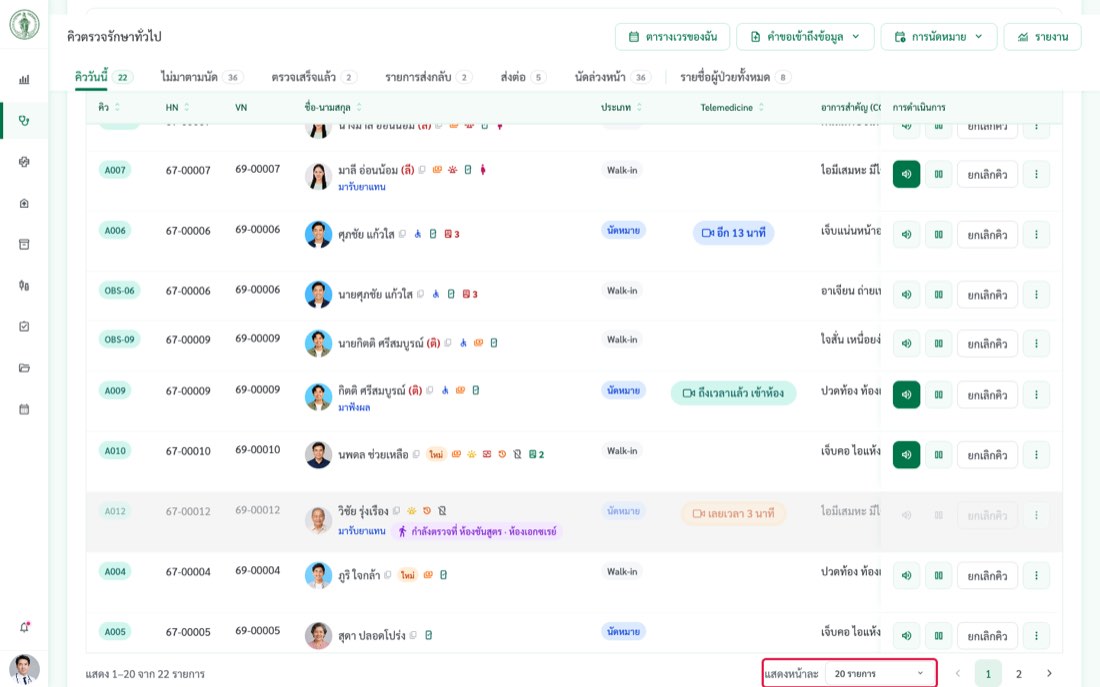 คิวตรวจรักษาทั่วไป ตารางเวรของฉัน คำขอเข้าถึงข้อมูล การนัดหมาย รายงาน
คิววันนี้ 22 ไม่มาตามนัด 36 ตรวจเสร็จแล้ว 2 รายการส่งกลับ 2 ส่งต่อ 5 นัดล่วงหน้า 36 รายชื่อผู้ป่วยทั้งหมด 8
คิว HN VN ชื่อ-นามสกุล ประเภท Telemedicine อาการสำคัญ (CC การดำเนินการ
นางมาลี อ่อนน้อม (ลี) ยกเลิกคิว
A007 67-00007 69-00007 มาลี อ่อนน้อม (ลี) Walk-in ไอมีเสมหะ มีไ ยกเลิกคิว
มารับยาแทน
A006 67-00006 69-00006 ศุภชัย แก้วใส 3 นัดหมาย อีก 13 นาที เจ็บแน่นหน้าอ ยกเลิกคิว
OBS-06 67-00006 69-00006 นายศุภชัย แก้วใส 3 Walk-in อาเจียน ถ่ายเ ยกเลิกคิว
OBS-09 67-00009 69-00009 นายกิตติ ศรีสมบูรณ์ (ติ) Walk-in ใจสั่น เหนื่อยง่ ยกเลิกคิว
A009 67-00009 69-00009 กิตติ ศรีสมบูรณ์ (ติ) นัดหมาย ถึงเวลาแล้ว เข้าห้อง ปวดท้อง ท้อง ยกเลิกคิว
มาฟังผล
A010 67-00010 69-00010 นพดล ช่วยเหลือ ใหม่ 2 Walk-in เจ็บคอ ไอแห้ง ยกเลิกคิว
A012 67-00012 69-00012 วิชัย รุ่งเรือง นัดหมาย เลยเวลา 3 นาที ไอมีเสมหะ มีไ ยกเลิกคิว
มารับยาแทน กำลังตรวจที่ ห้องชันสูตร · ห้องเอกซเรย์
A004 67-00004 69-00004 ภูริ ใจกล้า ใหม่ Walk-in ปวดท้อง ท้อง ยกเลิกคิว
A005 67-00005 69-00005 สุดา ปลอดโปร่ง นัดหมาย เจ็บคอ ไอแห้ง ยกเลิกคิว
แสดง 1–20 จาก 22 รายการ แสดงหน้าละ 20 รายการ 1 2